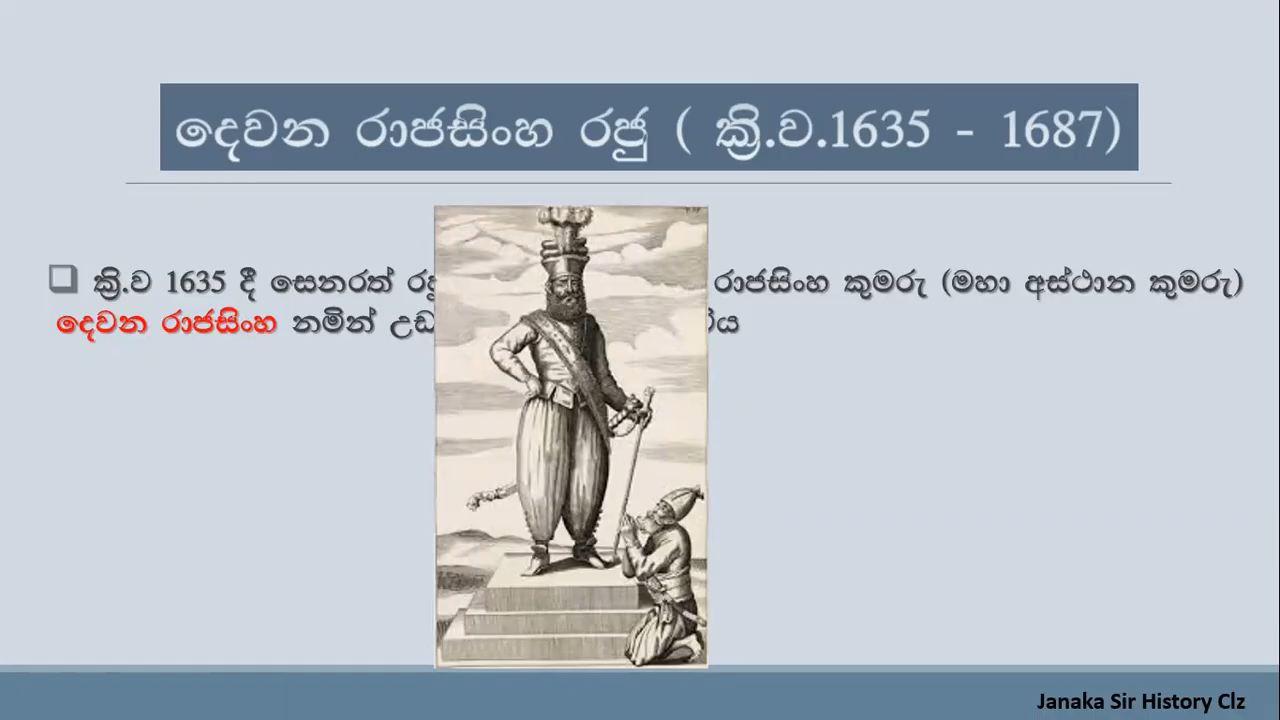 දෙවන රාජසිංහ රජු ( ක්‍රි.ව.1635 - 1687)
❑ ක්‍රි.ව 1635 දී සෙනරත් රාජසිංහ කුමරු (මහා අස්ථාන කුමරු)
දෙවන රාජසිංහ නමින්
Janaka Sir History Clz